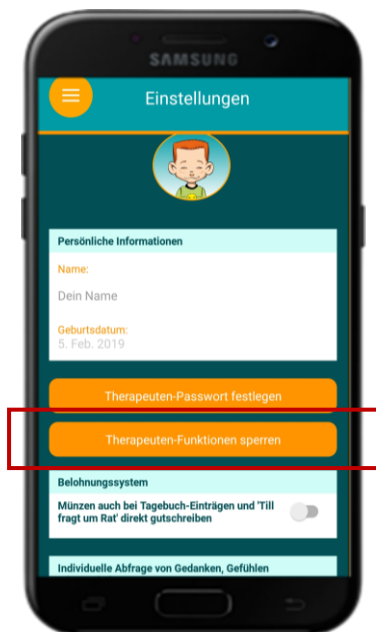 SAMSUNG
Einstellungen
Persönliche Informationen
Name:
Dein Name
Geburtsdatum:
5. Feb. 2019
Therapeuten-Passwort festlegen
Therapeuten-Funktionen sperren
Belohnungssystem
Münzen auch bei Tagebuch-Einträgen und 'Till
fragt um Rat' direkt gutschreiben
Individuelle Abfrage von Gedanken, Gefühlen